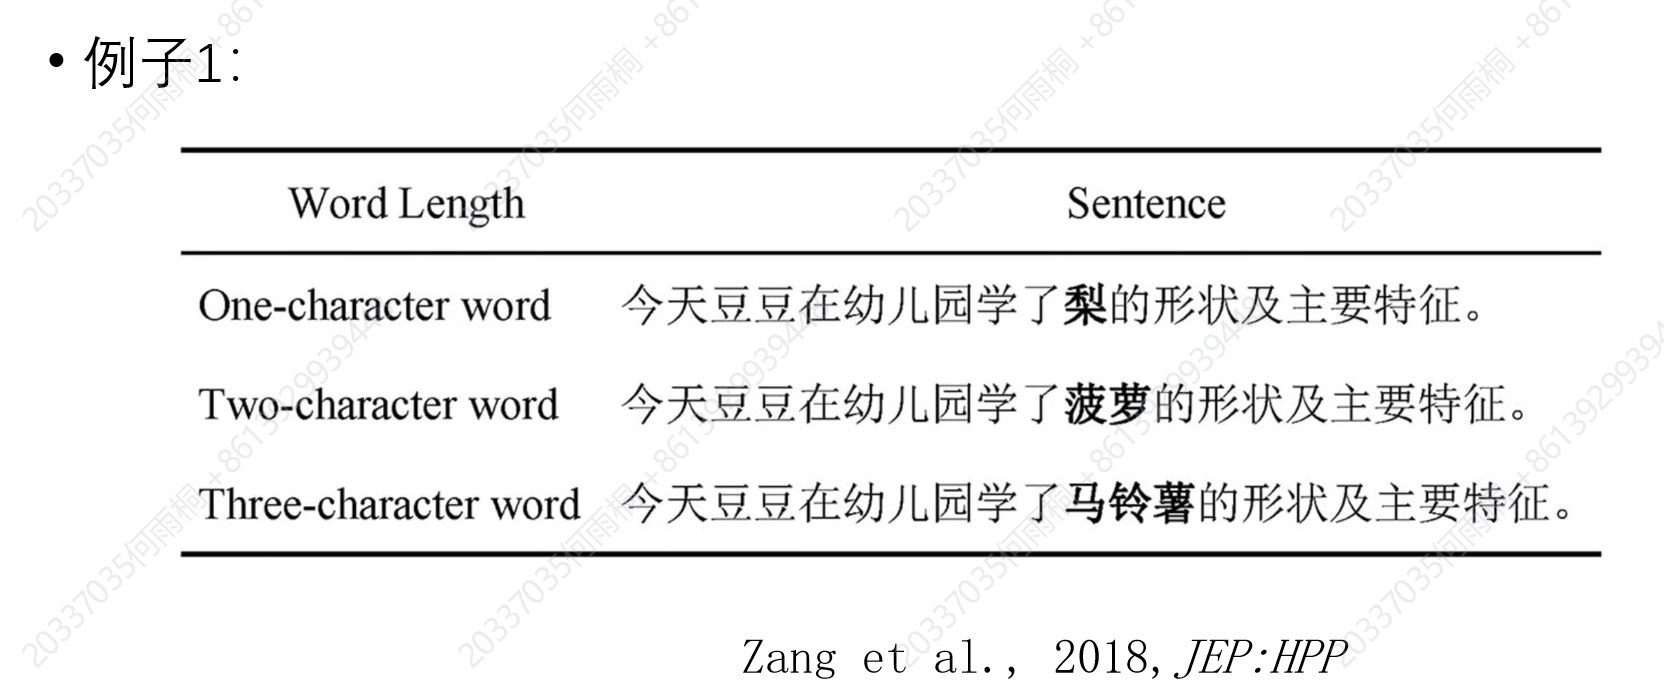 • 例子1:
Word Length Sentence
One-character word 今天豆豆在幼儿园学了梨的形状及主要特征。
Two-character word 今天豆豆在幼儿园学了菠萝的形状及主要特征。
Three-character word 今天豆豆在幼儿园学了马铃薯的形状及主要特征。
Zang et al., 2018, JEP:HPP
20337035何雨桐 +8613929939448